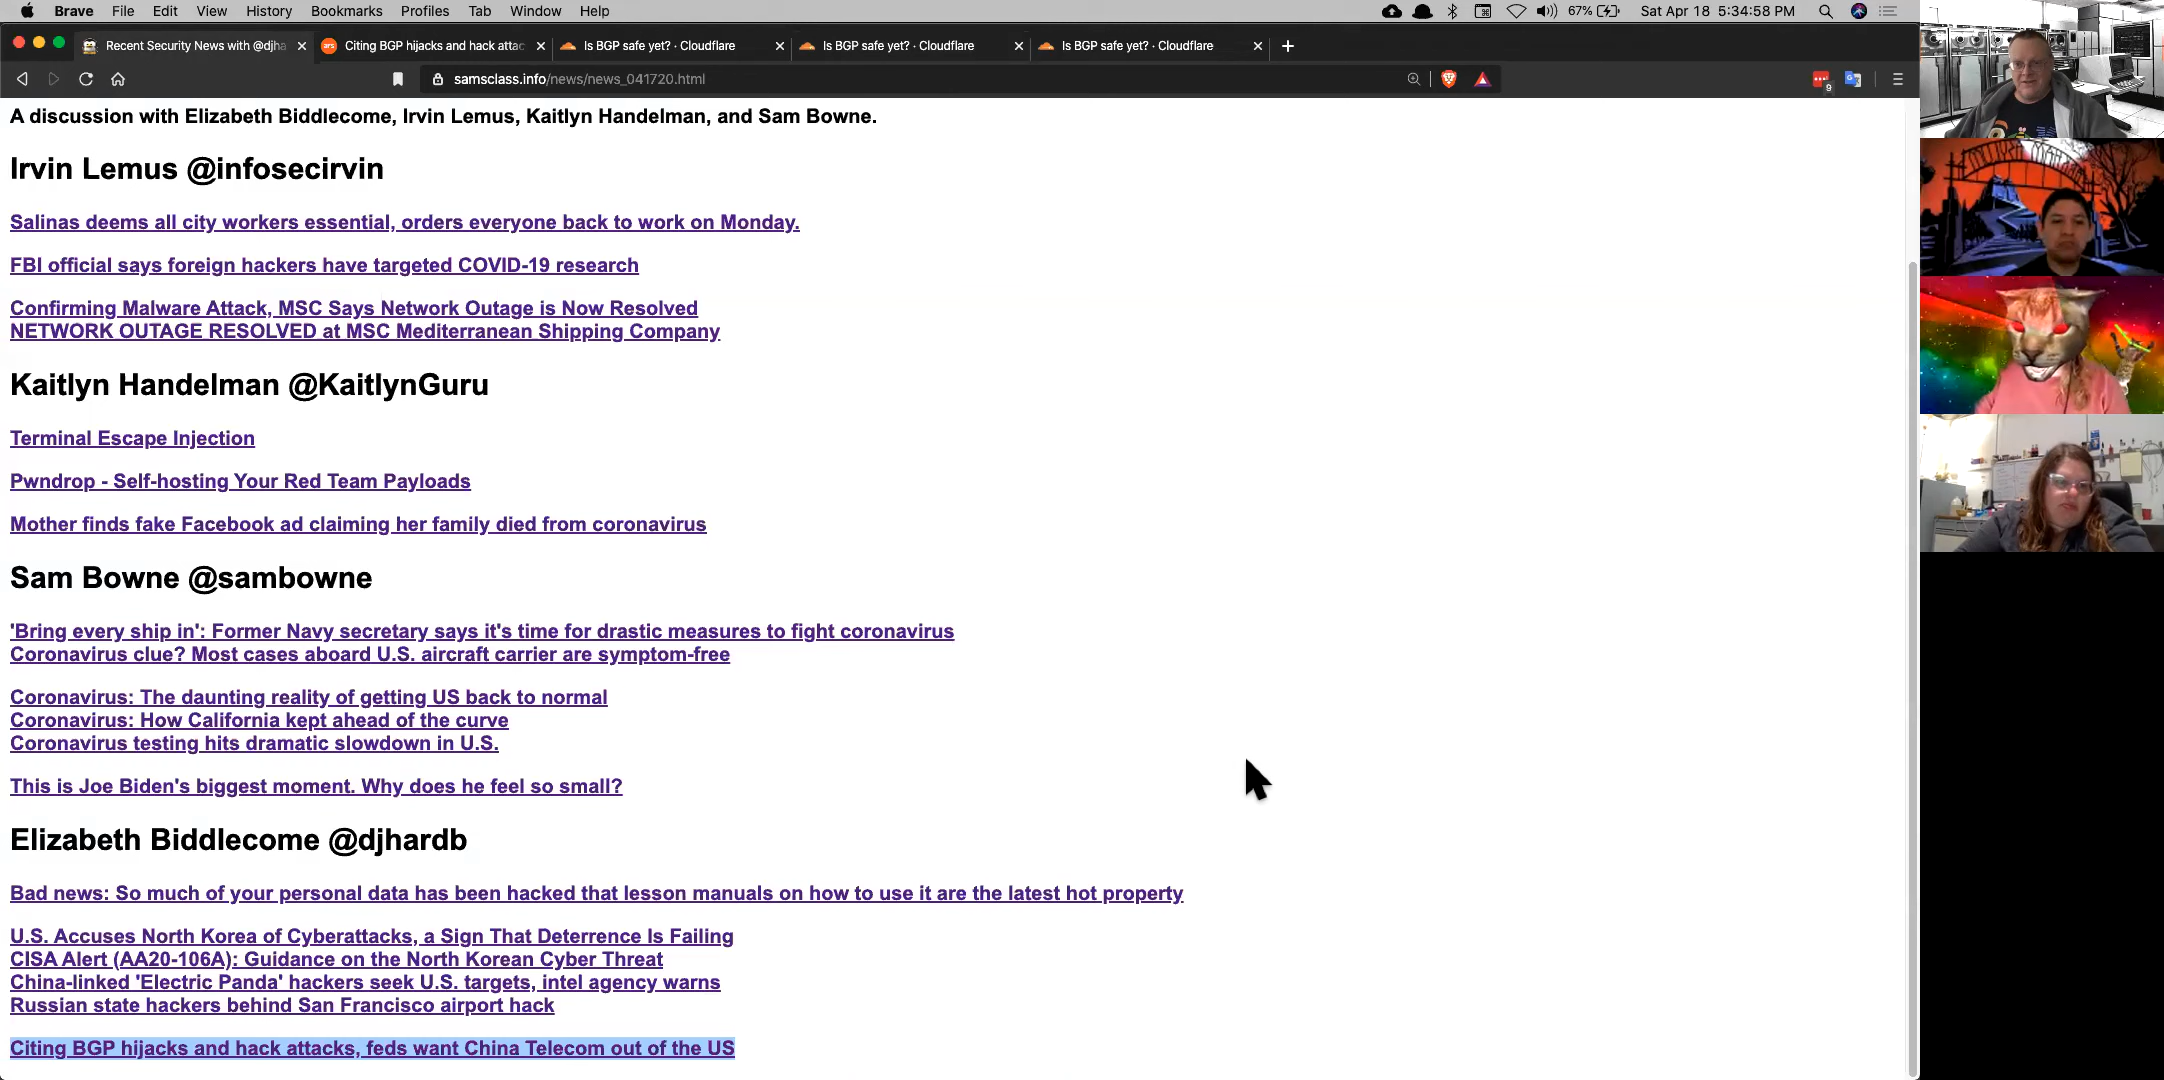 Brave File Edit View History Bookmarks Profiles Tab Window Help 67% Sat Apr 18 5:34:58 PM
Recent Security News with @djha Citing BGP hijacks and hack attac Is BGP safe yet? · Cloudflare Is BGP safe yet? · Cloudflare Is BGP safe yet? · Cloudflare
samsclass.info/news/news_041720.html 9
A discussion with Elizabeth Biddlecome, Irvin Lemus, Kaitlyn Handelman, and Sam Bowne.
Irvin Lemus @infosecirvin
Salinas deems all city workers essential, orders everyone back to work on Monday.
FBI official says foreign hackers have targeted COVID-19 research
Confirming Malware Attack, MSC Says Network Outage is Now Resolved
NETWORK OUTAGE RESOLVED at MSC Mediterranean Shipping Company
Kaitlyn Handelman @KaitlynGuru
Terminal Escape Injection
Pwndrop - Self-hosting Your Red Team Payloads
Mother finds fake Facebook ad claiming her family died from coronavirus
Sam Bowne @sambowne
'Bring every ship in': Former Navy secretary says it's time for drastic measures to fight coronavirus
Coronavirus clue? Most cases aboard U.S. aircraft carrier are symptom-free
Coronavirus: The daunting reality of getting US back to normal
Coronavirus: How California kept ahead of the curve
Coronavirus testing hits dramatic slowdown in U.S.
This is Joe Biden's biggest moment. Why does he feel so small?
Elizabeth Biddlecome @djhardb
Bad news: So much of your personal data has been hacked that lesson manuals on how to use it are the latest hot property
U.S. Accuses North Korea of Cyberattacks, a Sign That Deterrence Is Failing
CISA Alert (AA20-106A): Guidance on the North Korean Cyber Threat
China-linked 'Electric Panda' hackers seek U.S. targets, intel agency warns
Russian state hackers behind San Francisco airport hack
Citing BGP hijacks and hack attacks, feds want China Telecom out of the US